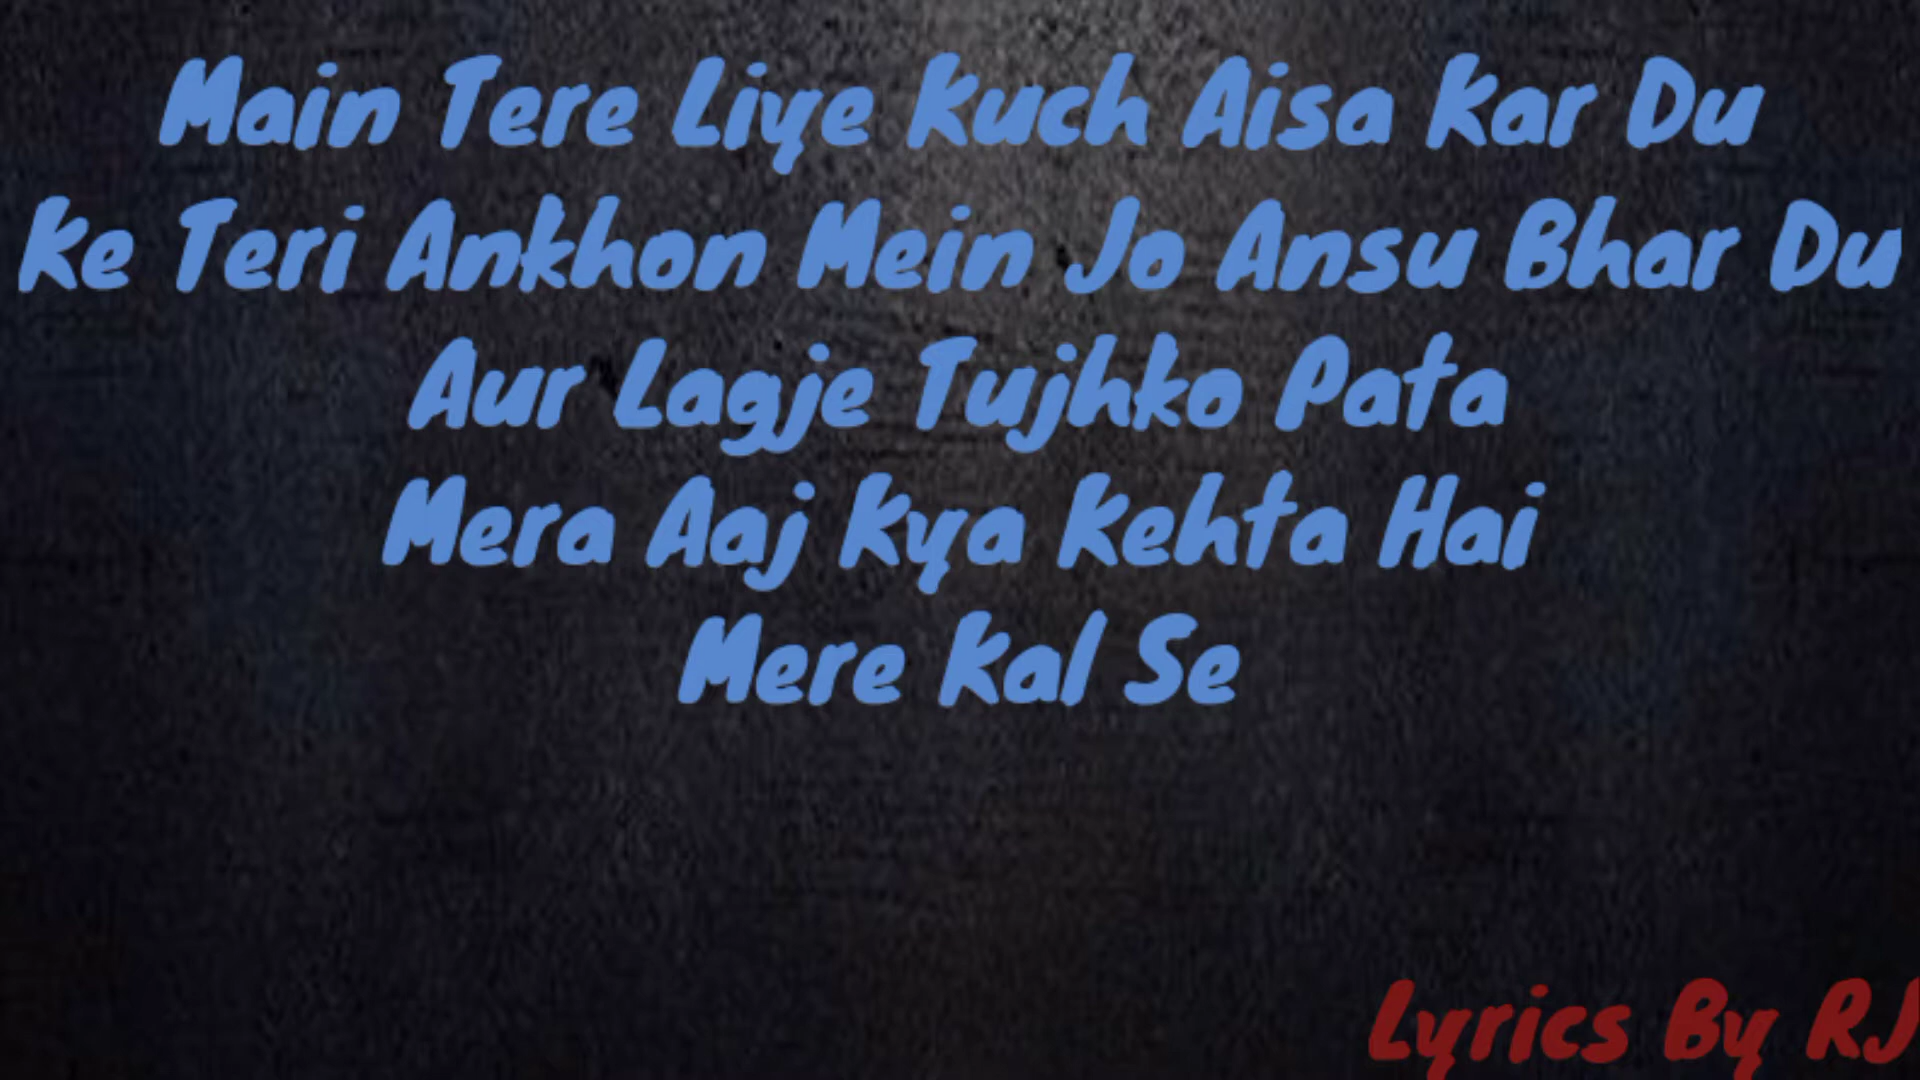 Main Tere Liye Kuch Aisa Kar Du
Ke Teri Ankhon Mein Jo Ansu Bhar Du
Aur Lagje Tujhko Pata
Mera Aaj Kya Kehta Hai
Mere Kal Se
Lyrics By RJ